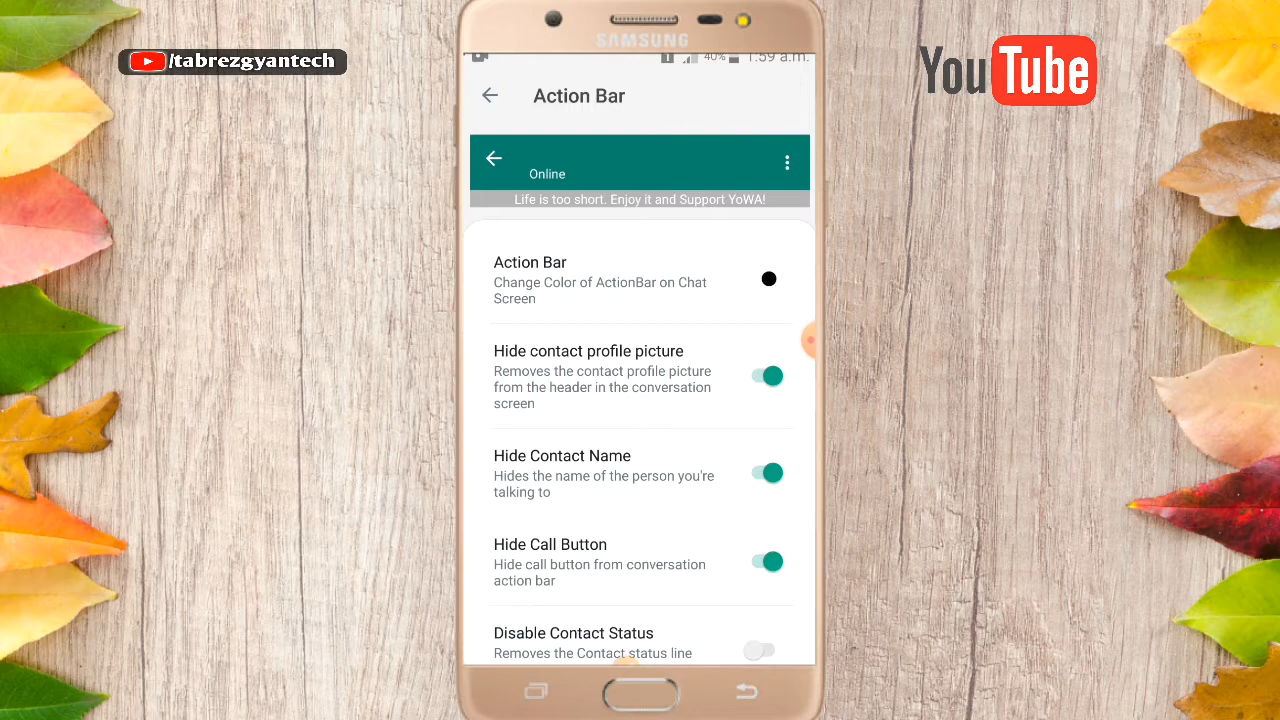 /tabrezgyantech
YouTube
SAMSUNG
40% 1:59 a.m.
Action Bar
Online
Life is too short. Enjoy it and Support YoWA!
Action Bar
Change Color of ActionBar on Chat
Screen
Hide contact profile picture
Removes the contact profile picture
from the header in the conversation
screen
Hide Contact Name
Hides the name of the person you're
talking to
Hide Call Button
Hide call button from conversation
action bar
Disable Contact Status
Removes the Contact status line